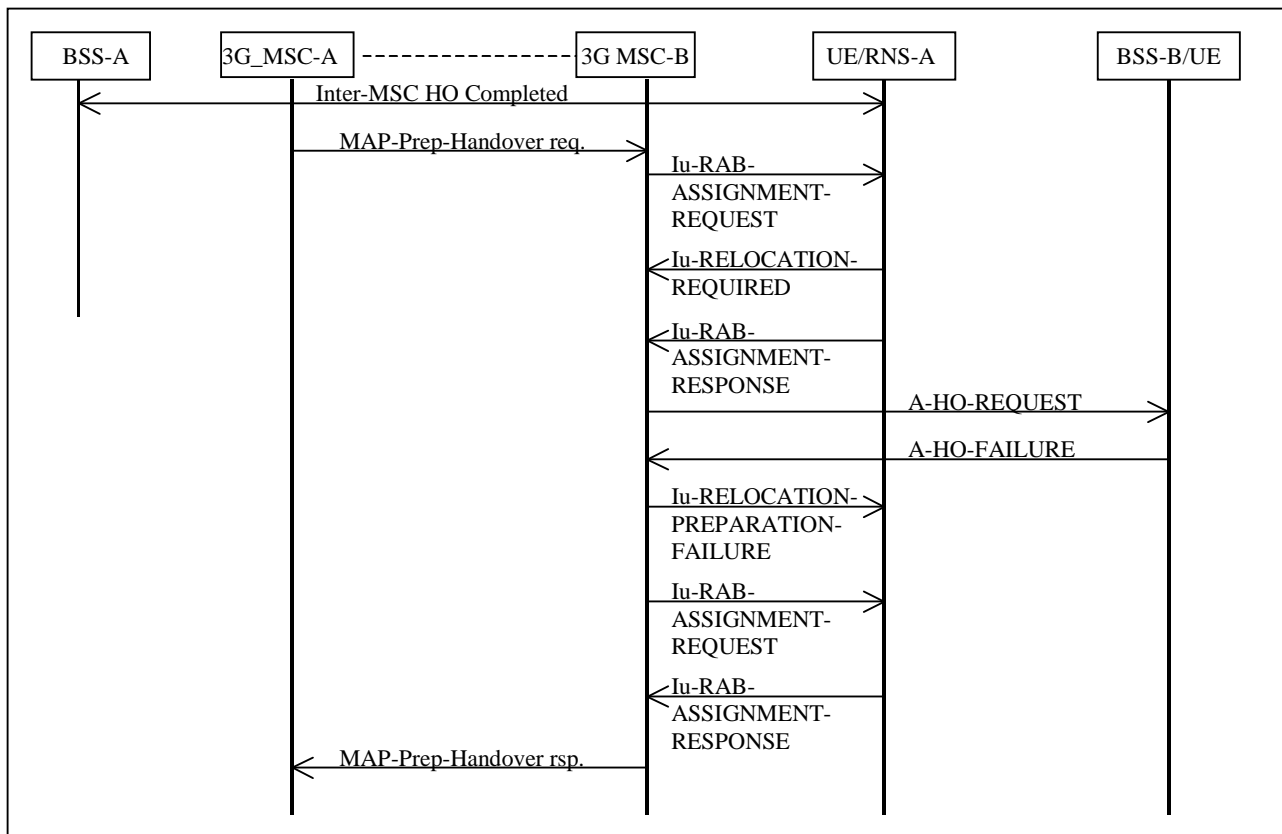 BSS-A
3G_MSC-A
3G MSC-B
UE/RNS-A
BSS-B/UE
Inter-MSC HO Completed
MAP-Prep-Handover req.
Iu-RAB-
ASSIGNMENT-
REQUEST
Iu-RELOCATION-
REQUIRED
Iu-RAB-
ASSIGNMENT-
RESPONSE
A-HO-REQUEST
A-HO-FAILURE
Iu-RELOCATION-
PREPARATION-
FAILURE
Iu-RAB-
ASSIGNMENT-
REQUEST
Iu-RAB-
ASSIGNMENT-
RESPONSE
MAP-Prep-Handover rsp.